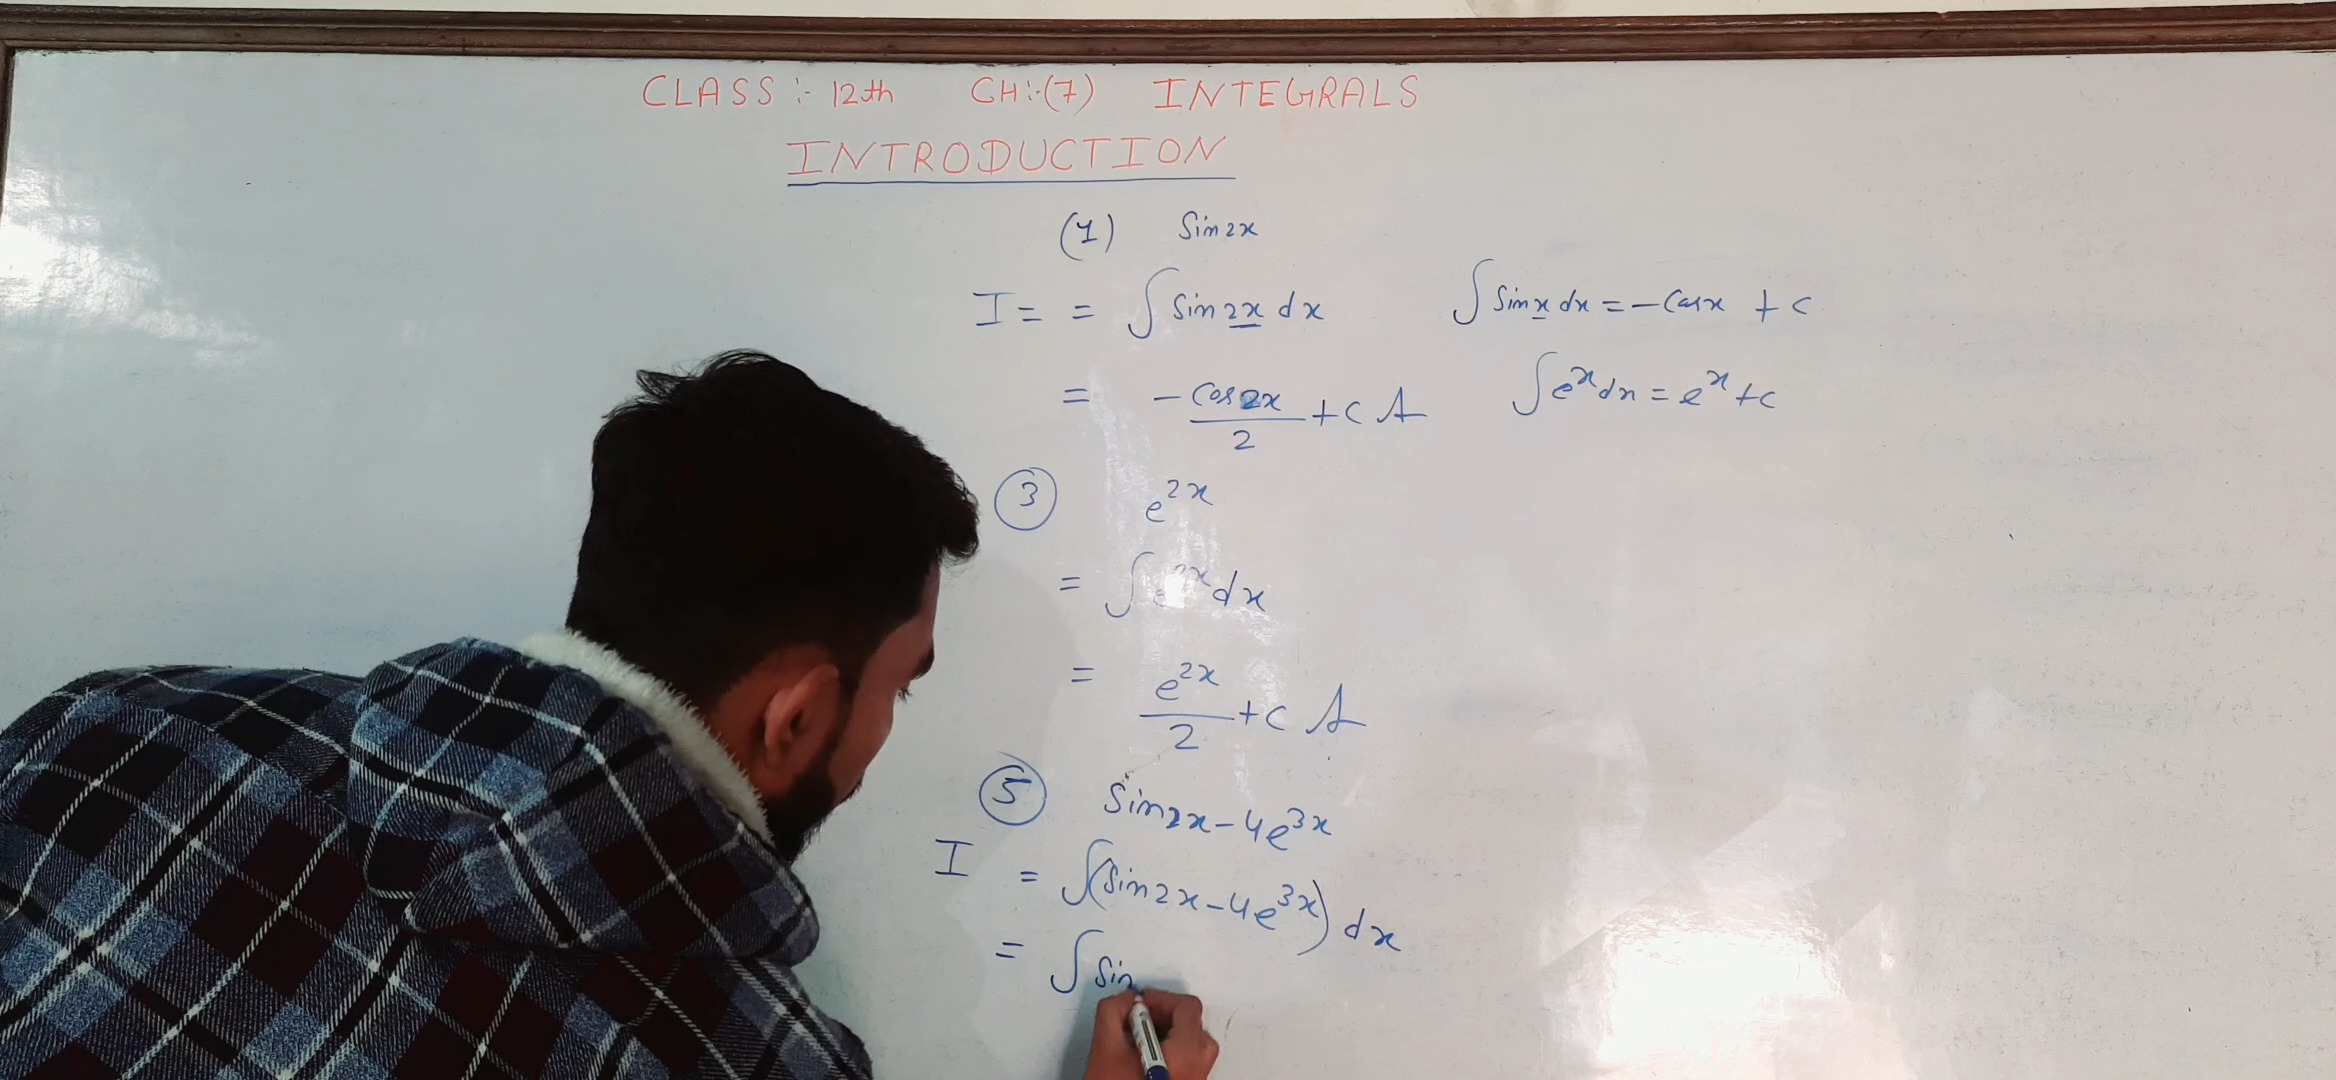 CLASS :- 12th CH:-(7) INTEGRALS
INTRODUCTION
(1) Sin2x
I= = ∫ Sin2x dx ∫ Sinx dx = -Cosx + C
= -Cos2x/2 + C A ∫ e^x dx = e^x + C
3 e^2x
= ∫ e^2x dx
= e^2x/2 + C A
5 Sin2x-4e^3x
I = ∫(Sin2x-4e^3x) dx
= ∫ Sin